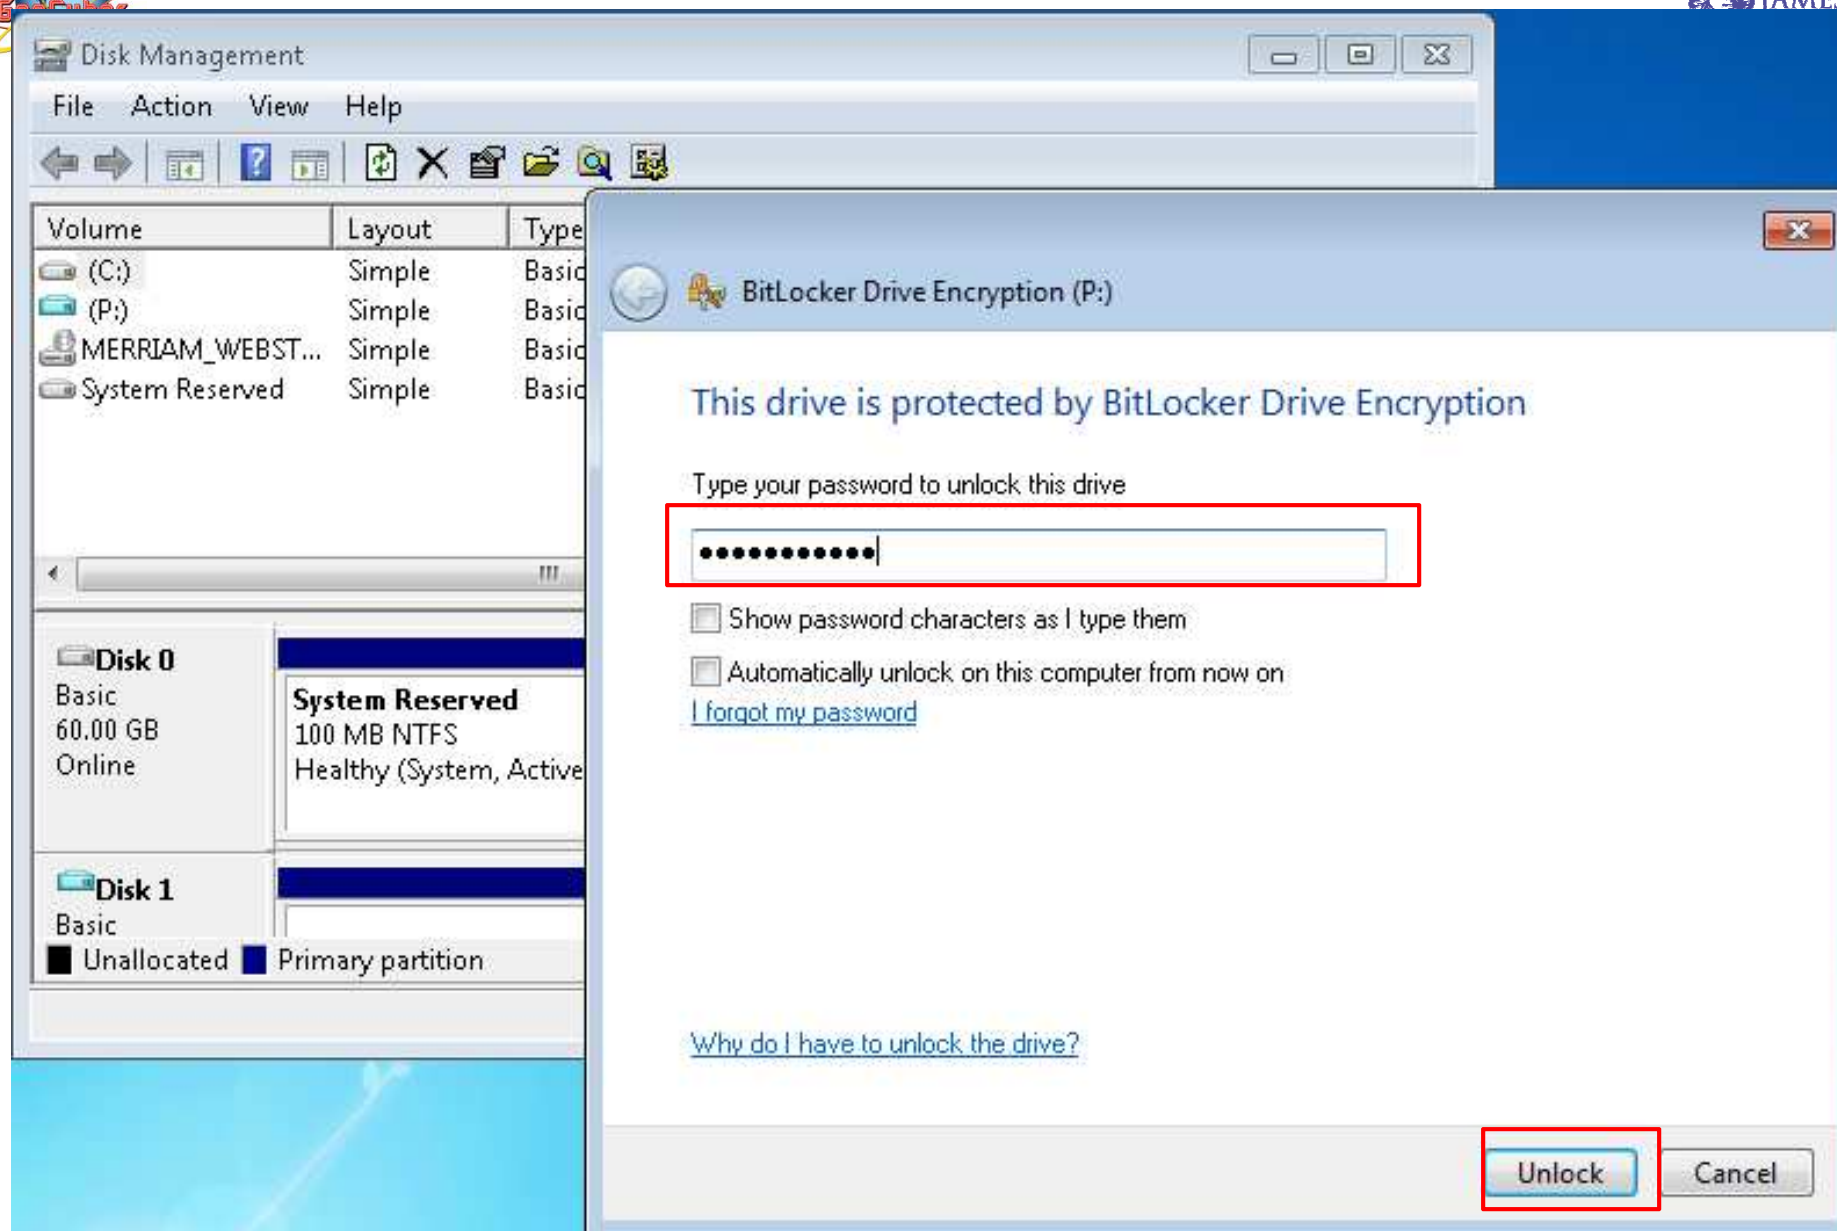 JAMES
Disk Management
File Action View Help
Volume Layout Type
(C:) Simple Basic
(P:) Simple Basic
MERRIAM_WEBST... Simple Basic
System Reserved Simple Basic
Disk 0
Basic
60.00 GB
Online
System Reserved
100 MB NTFS
Healthy (System, Active
Disk 1
Basic
Unallocated Primary partition
BitLocker Drive Encryption (P:)
This drive is protected by BitLocker Drive Encryption
Type your password to unlock this drive
●●●●●●●●●●●
Show password characters as I type them
Automatically unlock on this computer from now on
I forgot my password
Why do I have to unlock the drive?
Unlock Cancel